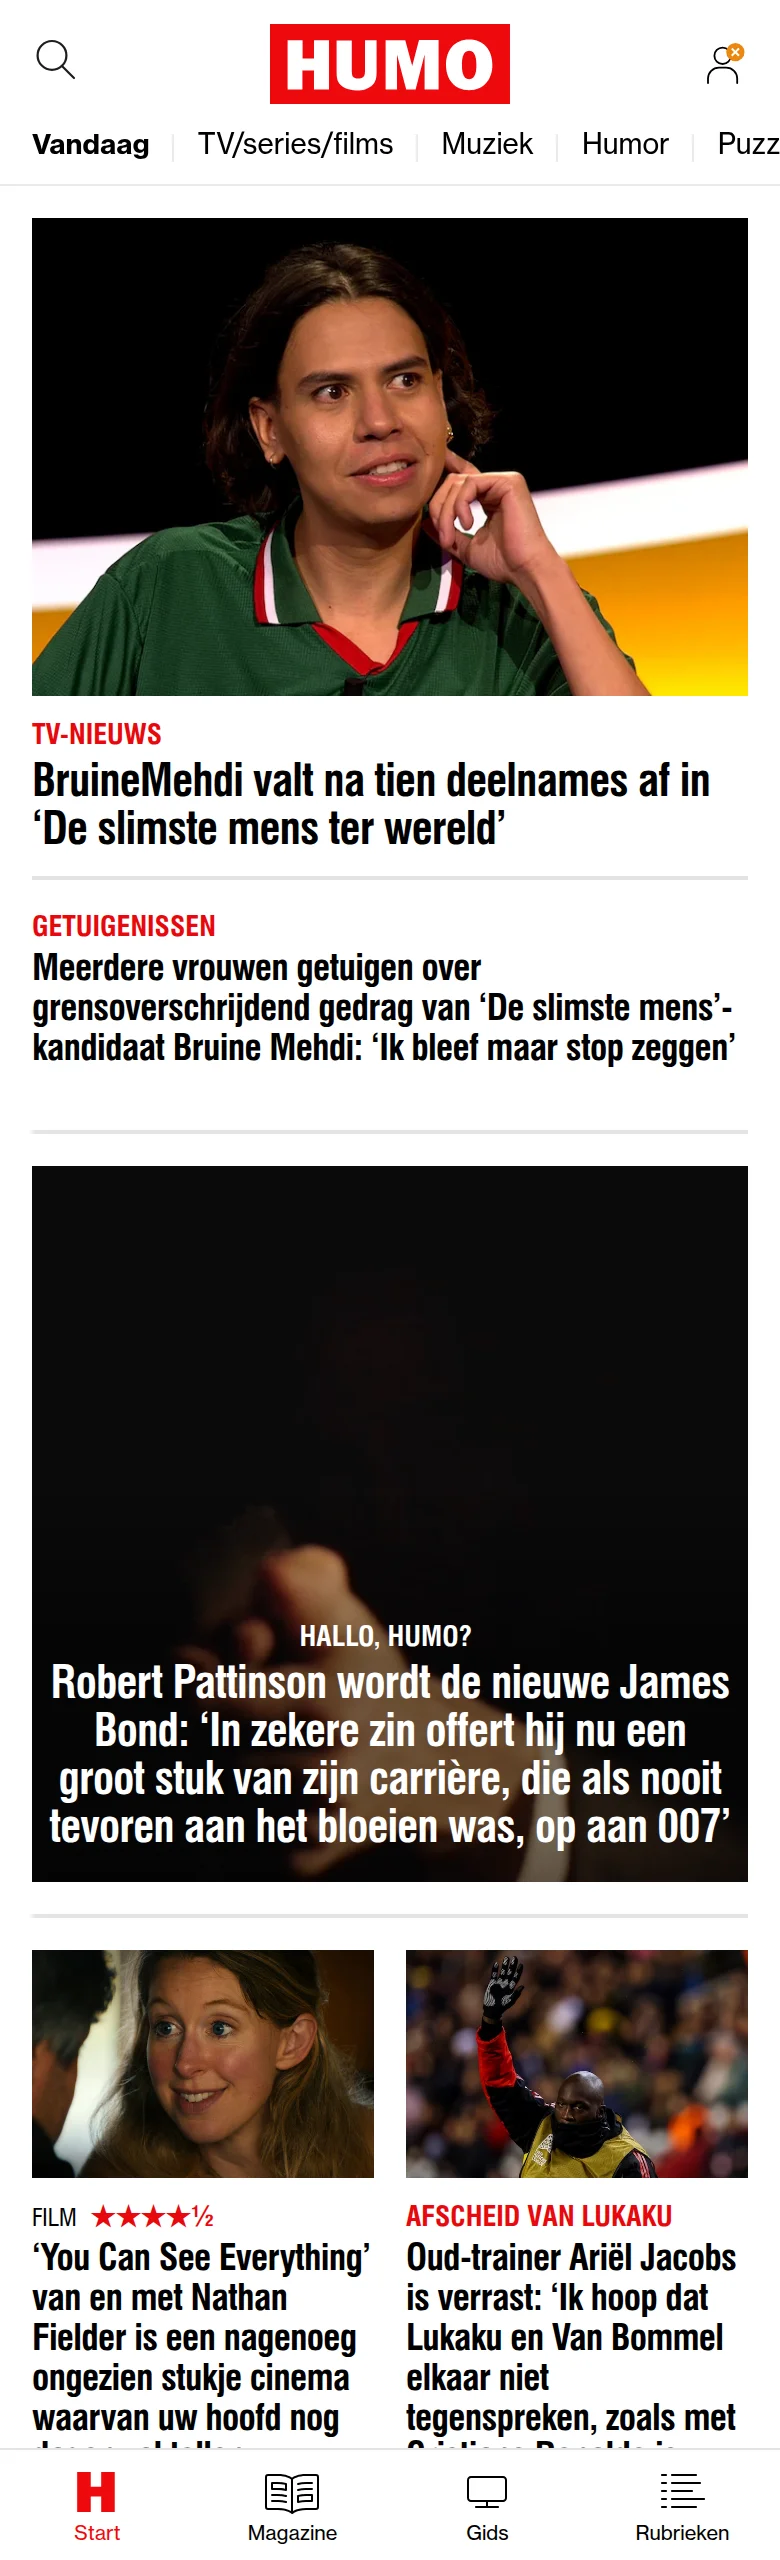 HUMO
Vandaag
TV/series/films
Muziek
Humor
Puzz
TV-NIEUWS
BruineMehdi valt na tien deelnames af in
‘De slimste mens ter wereld’
GETUIGENISSEN
Meerdere vrouwen getuigen over
grensoverschrijdend gedrag van ‘De slimste mens’-
kandidaat Bruine Mehdi: ‘Ik bleef maar stop zeggen’
HALLO, HUMO?
Robert Pattinson wordt de nieuwe James
Bond: ‘In zekere zin offert hij nu een
groot stuk van zijn carrière, die als nooit
tevoren aan het bloeien was, op aan 007’
FILM ★★★★½
‘You Can See Everything’
van en met Nathan
Fielder is een nagenoeg
ongezien stukje cinema
waarvan uw hoofd nog
AFSCHEID VAN LUKAKU
Oud-trainer Ariël Jacobs
is verrast: ‘Ik hoop dat
Lukaku en Van Bommel
elkaar niet
tegenspreken, zoals met
H
Start
Magazine
Gids
Rubrieken